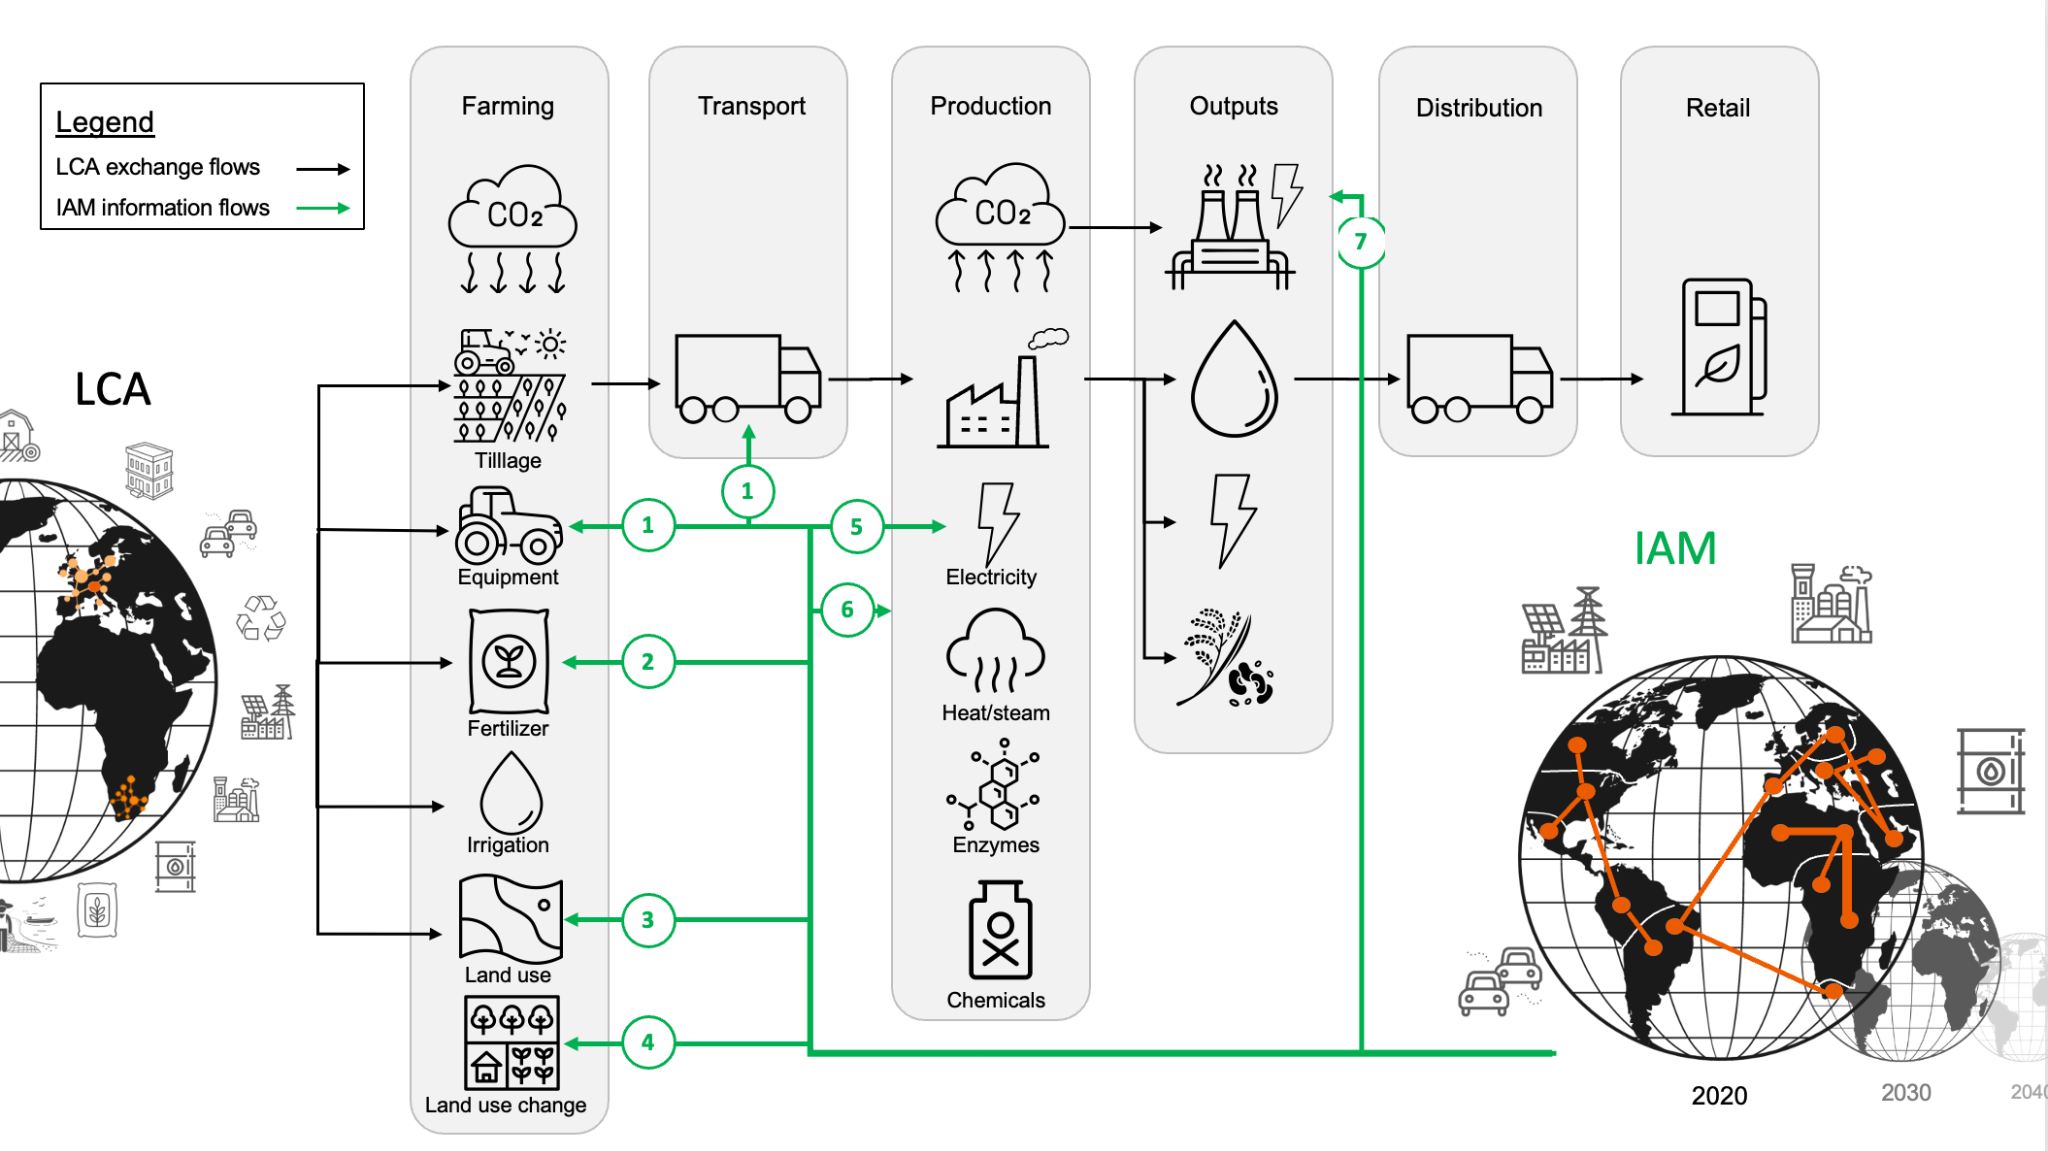 Legend
LCA exchange flows
IAM information flows
Farming
Transport
Production
Outputs
Distribution
Retail
CO₂
CO₂
7
LCA
Tilllage
1
1
5
Equipment
Electricity
IAM
6
2
Fertilizer
Heat/steam
Irrigation
Enzymes
3
Land use
Chemicals
4
Land use change
2020
2030
2040